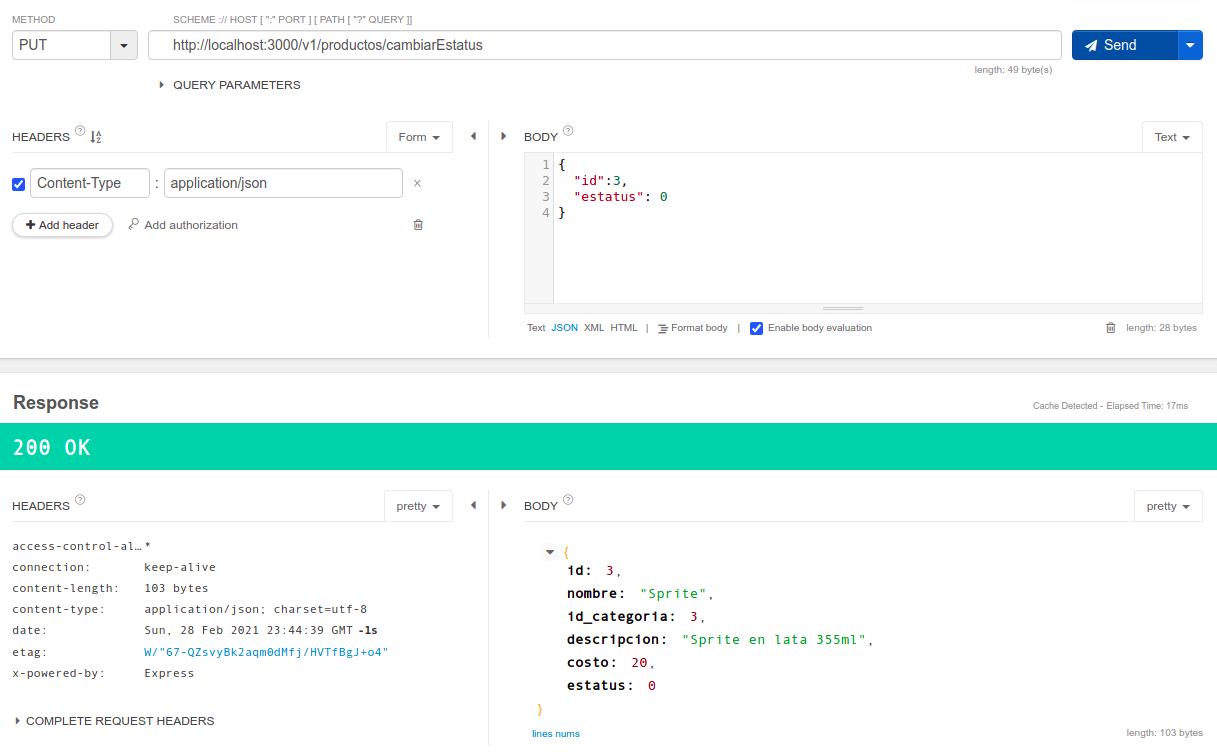 METHOD
SCHEME :// HOST [ ":" PORT ] [ PATH [ "?" QUERY ]]
PUT
http://localhost:3000/v1/productos/cambiarEstatus
Send
length: 49 byte(s)
QUERY PARAMETERS
HEADERS
Form
Content-Type : application/json
Add header
Add authorization
BODY
Text
1 {
2 "id":3,
3 "estatus": 0
4 }
Text JSON XML HTML | Format body | Enable body evaluation
length: 28 bytes
Response
Cache Detected - Elapsed Time: 17ms
200 OK
HEADERS
pretty
access-control-al… *
connection: keep-alive
content-length: 103 bytes
content-type: application/json; charset=utf-8
date: Sun, 28 Feb 2021 23:44:39 GMT -1s
etag: W/"67-QZsvyBk2aqm0dMfj/HVTfBgJ+o4"
x-powered-by: Express
COMPLETE REQUEST HEADERS
BODY
pretty
{
id: 3,
nombre: "Sprite",
id_categoria: 3,
descripcion: "Sprite en lata 355ml",
costo: 20,
estatus: 0
}
lines nums
length: 103 bytes